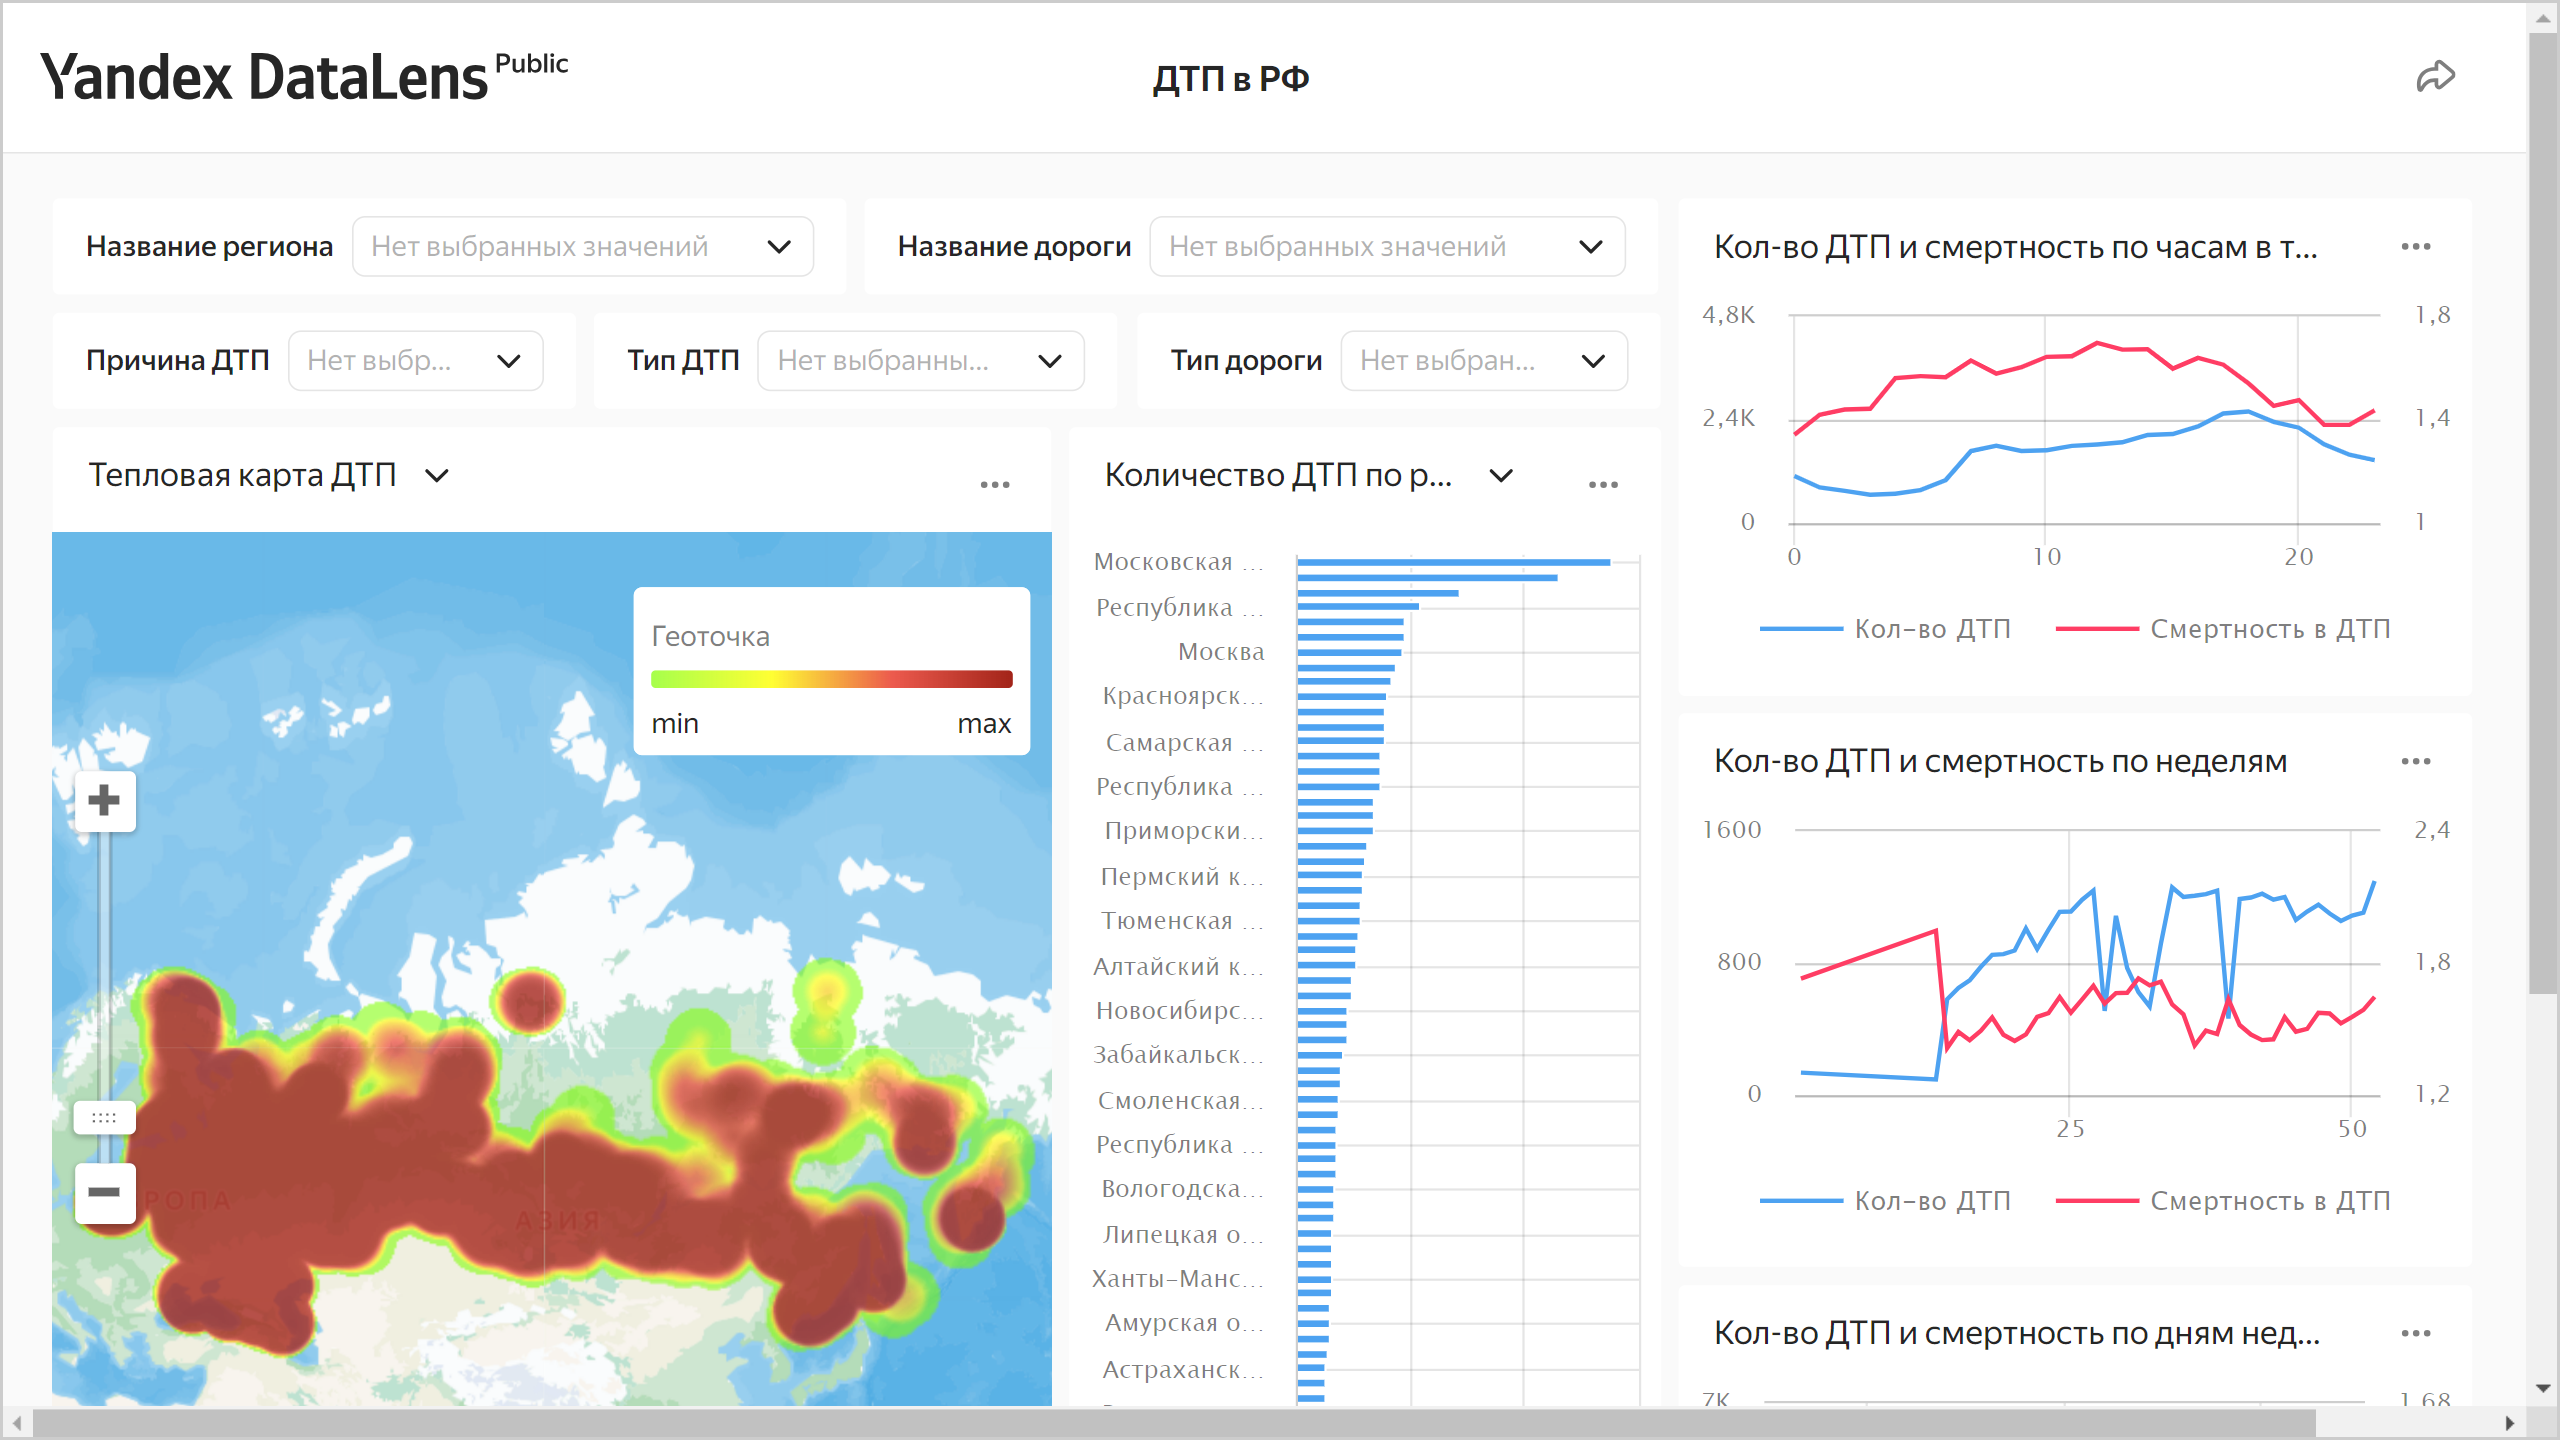 Yandex DataLens Public
ДТП в РФ
Название региона Нет выбранных значений
Название дороги Нет выбранных значений
Причина ДТП Нет выбр...
Тип ДТП Нет выбранны...
Тип дороги Нет выбран...
Тепловая карта ДТП
Геоточка
min max
РОПА
АЗИЯ
Количество ДТП по р...
Московская ...
Республика ...
Москва
Красноярск...
Самарская ...
Республика ...
Приморски...
Пермский к...
Тюменская ...
Алтайский к...
Новосибирс...
Забайкальск...
Смоленская...
Республика ...
Вологодска...
Липецкая о...
Ханты-Манс...
Амурская о...
Астраханск...
Кол-во ДТП и смертность по часам в т...
4,8K 1,8
2,4K 1,4
0 1
0 10 20
Кол-во ДТП Смертность в ДТП
Кол-во ДТП и смертность по неделям
1600 2,4
800 1,8
0 1,2
25 50
Кол-во ДТП Смертность в ДТП
Кол-во ДТП и смертность по дням нед...
7K 1,68